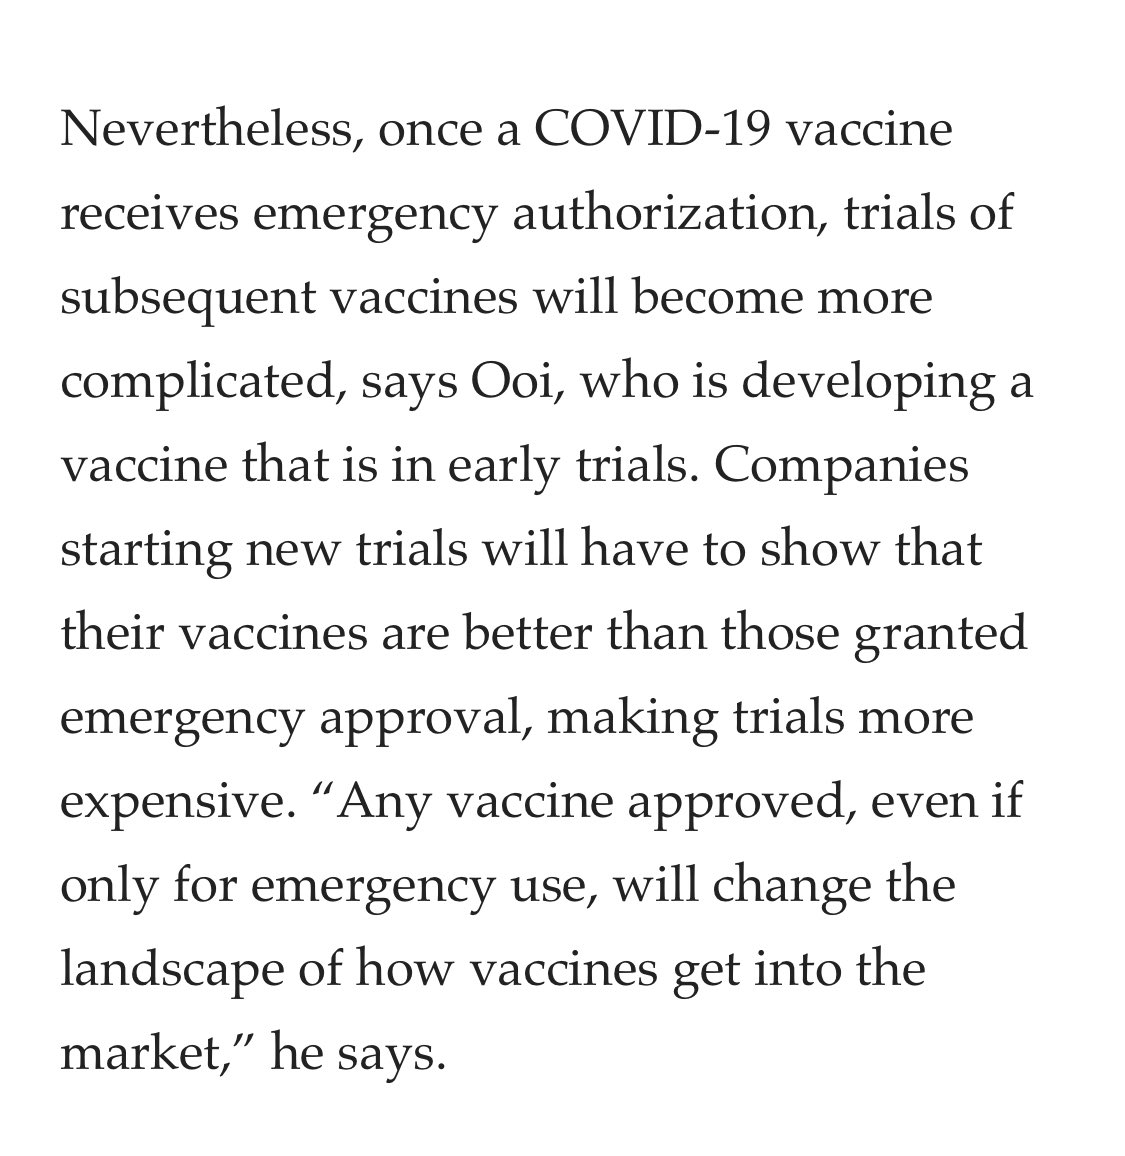 Nevertheless, once a COVID-19 vaccine
receives emergency authorization, trials of
subsequent vaccines will become more
complicated, says Ooi, who is developing a
vaccine that is in early trials. Companies
starting new trials will have to show that
their vaccines are better than those granted
emergency approval, making trials more
expensive. “Any vaccine approved, even if
only for emergency use, will change the
landscape of how vaccines get into the
market,” he says.